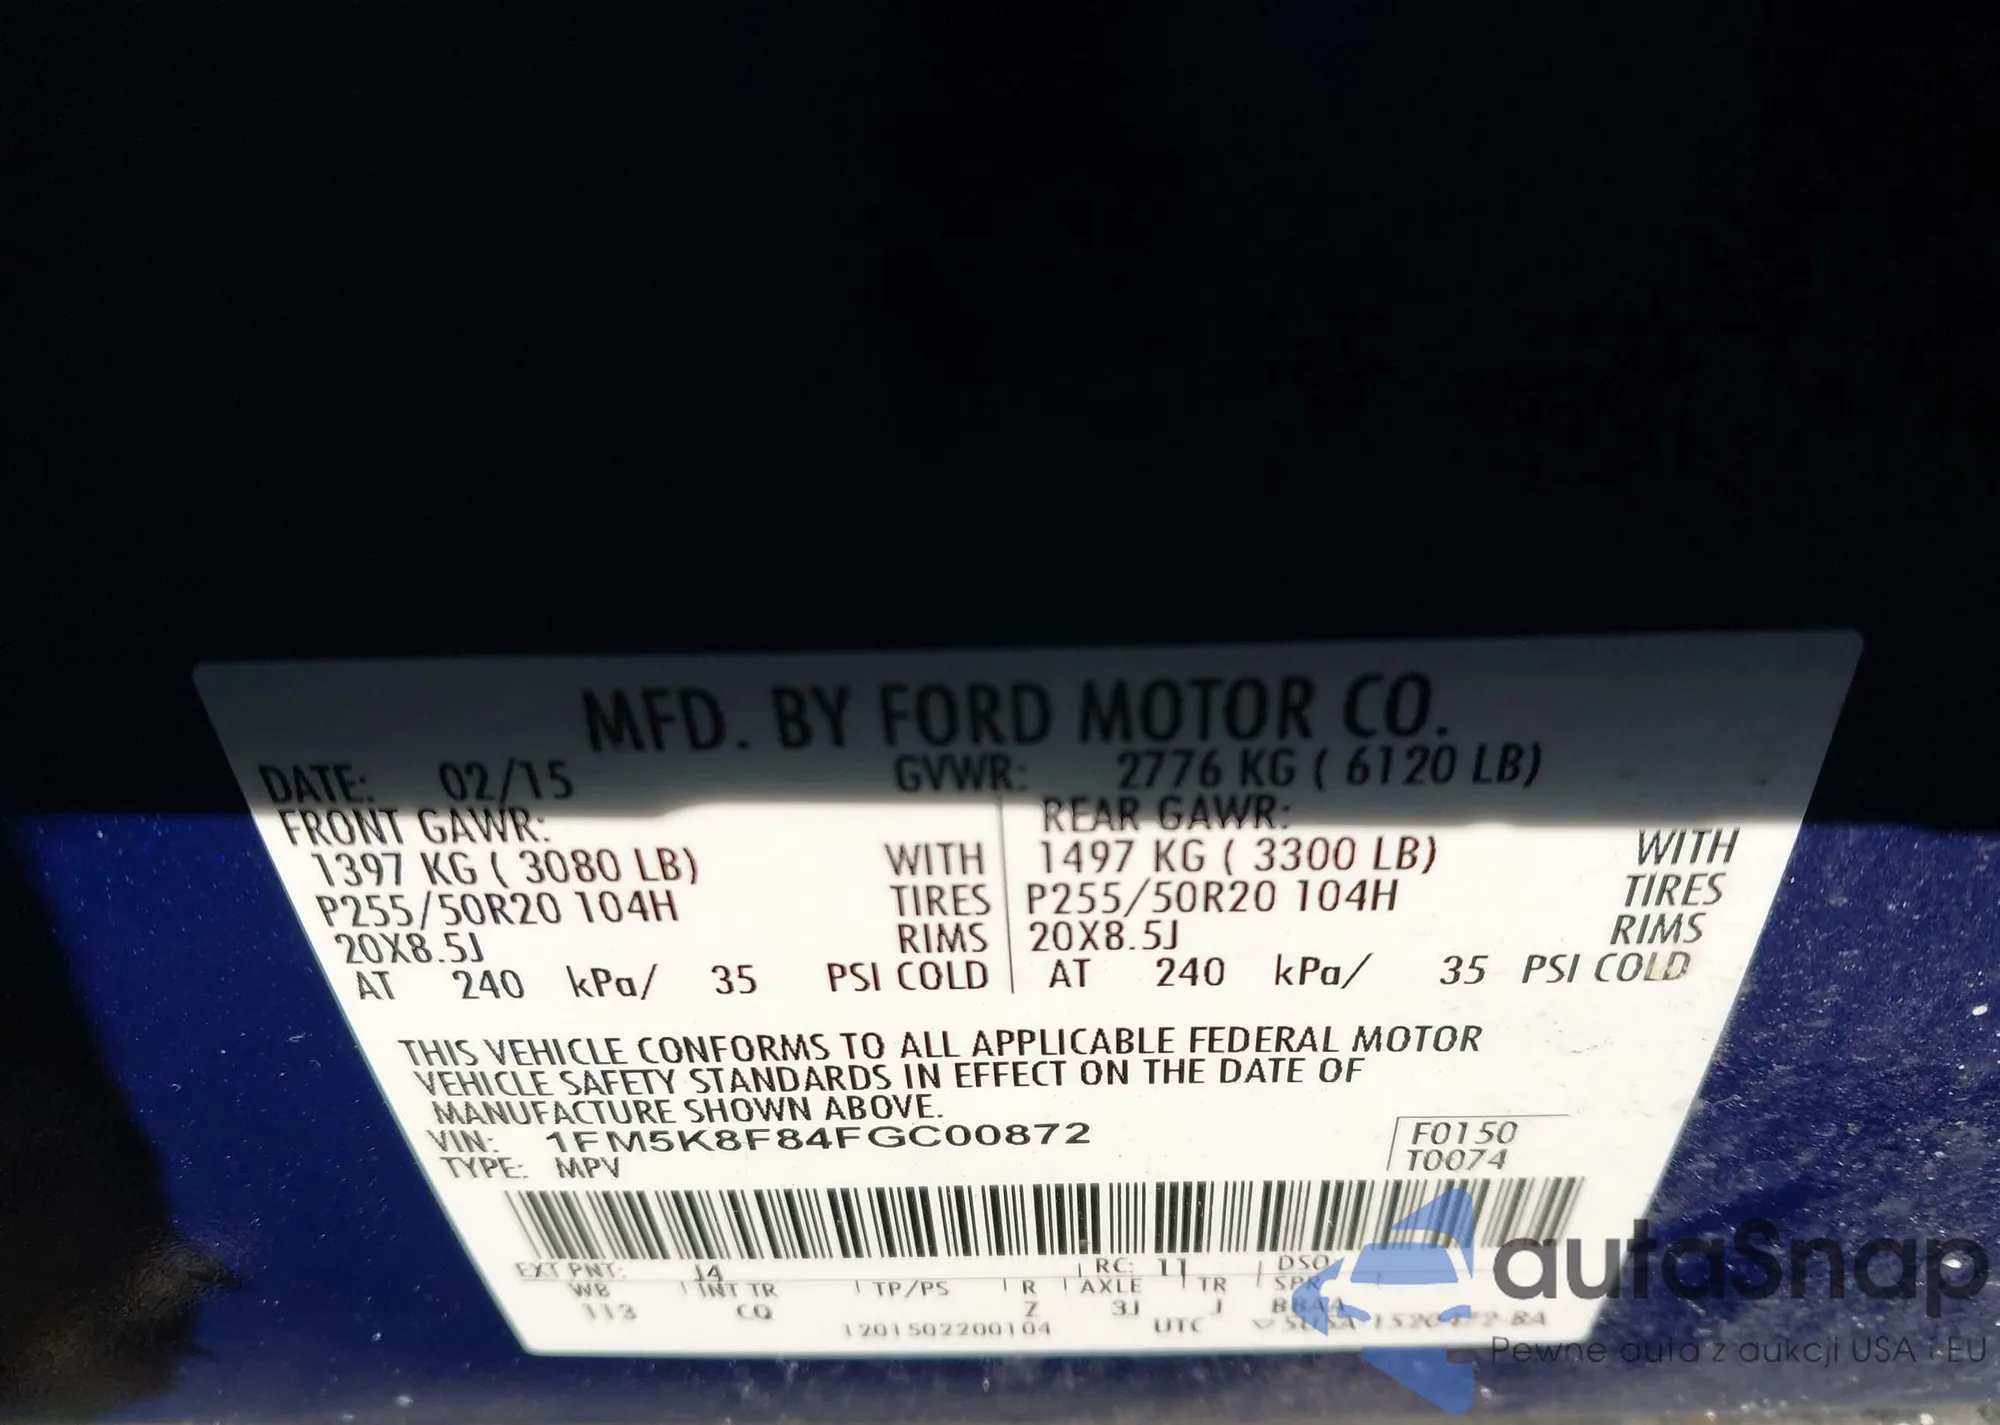 MFD. BY FORD MOTOR CO.
DATE: 02/15 GVWR: 2776 KG ( 6120 LB)
FRONT GAWR: REAR GAWR:
1397 KG ( 3080 LB) WITH 1497 KG ( 3300 LB) WITH
P255/50R20 104H TIRES P255/50R20 104H TIRES
20X8.5J RIMS 20X8.5J RIMS
AT 240 kPa/ 35 PSI COLD AT 240 kPa/ 35 PSI COLD
THIS VEHICLE CONFORMS TO ALL APPLICABLE FEDERAL MOTOR
VEHICLE SAFETY STANDARDS IN EFFECT ON THE DATE OF
MANUFACTURE SHOWN ABOVE.
VIN: 1FM5K8F84FGC00872 F0150
TYPE: MPV T0074
EXT PNT: J4 RC: 11 DSO
WB INT TR TP/PS R AXLE TR SPR
113 CQ Z 3J J
1201502200104 UTC
autaSnap
Pewne auta z aukcji USA i EU